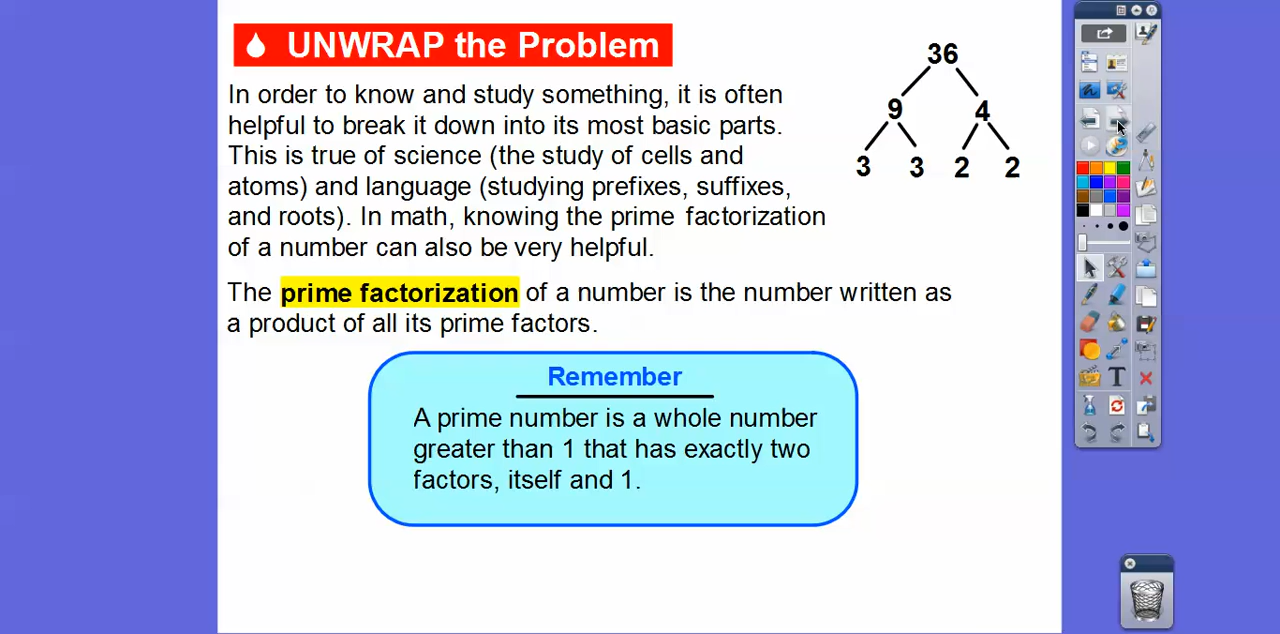 UNWRAP the Problem
36
9 4
3 3 2 2
In order to know and study something, it is often
helpful to break it down into its most basic parts.
This is true of science (the study of cells and
atoms) and language (studying prefixes, suffixes,
and roots). In math, knowing the prime factorization
of a number can also be very helpful.
The prime factorization of a number is the number written as
a product of all its prime factors.
Remember
A prime number is a whole number
greater than 1 that has exactly two
factors, itself and 1.